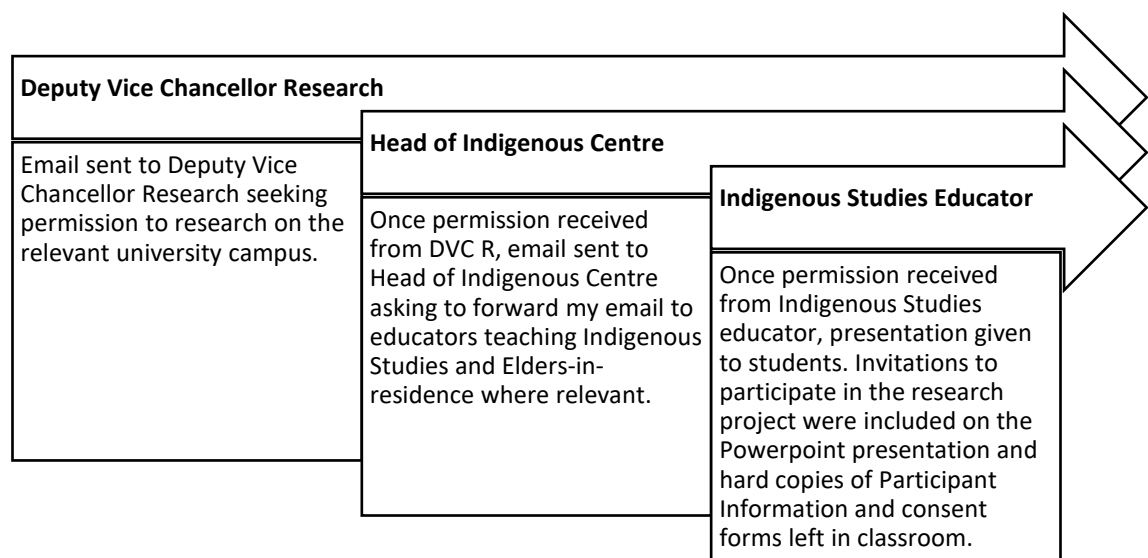 Deputy Vice Chancellor Research
Email sent to Deputy Vice
Chancellor Research seeking
permission to research on the
relevant university campus.
Head of Indigenous Centre
Once permission received
from DVC R, email sent to
Head of Indigenous Centre
asking to forward my email to
educators teaching Indigenous
Studies and Elders-in-
residence where relevant.
Indigenous Studies Educator
Once permission received
from Indigenous Studies
educator, presentation given
to students. Invitations to
participate in the research
project were included on the
Powerpoint presentation and
hard copies of Participant
Information and consent
forms left in classroom.